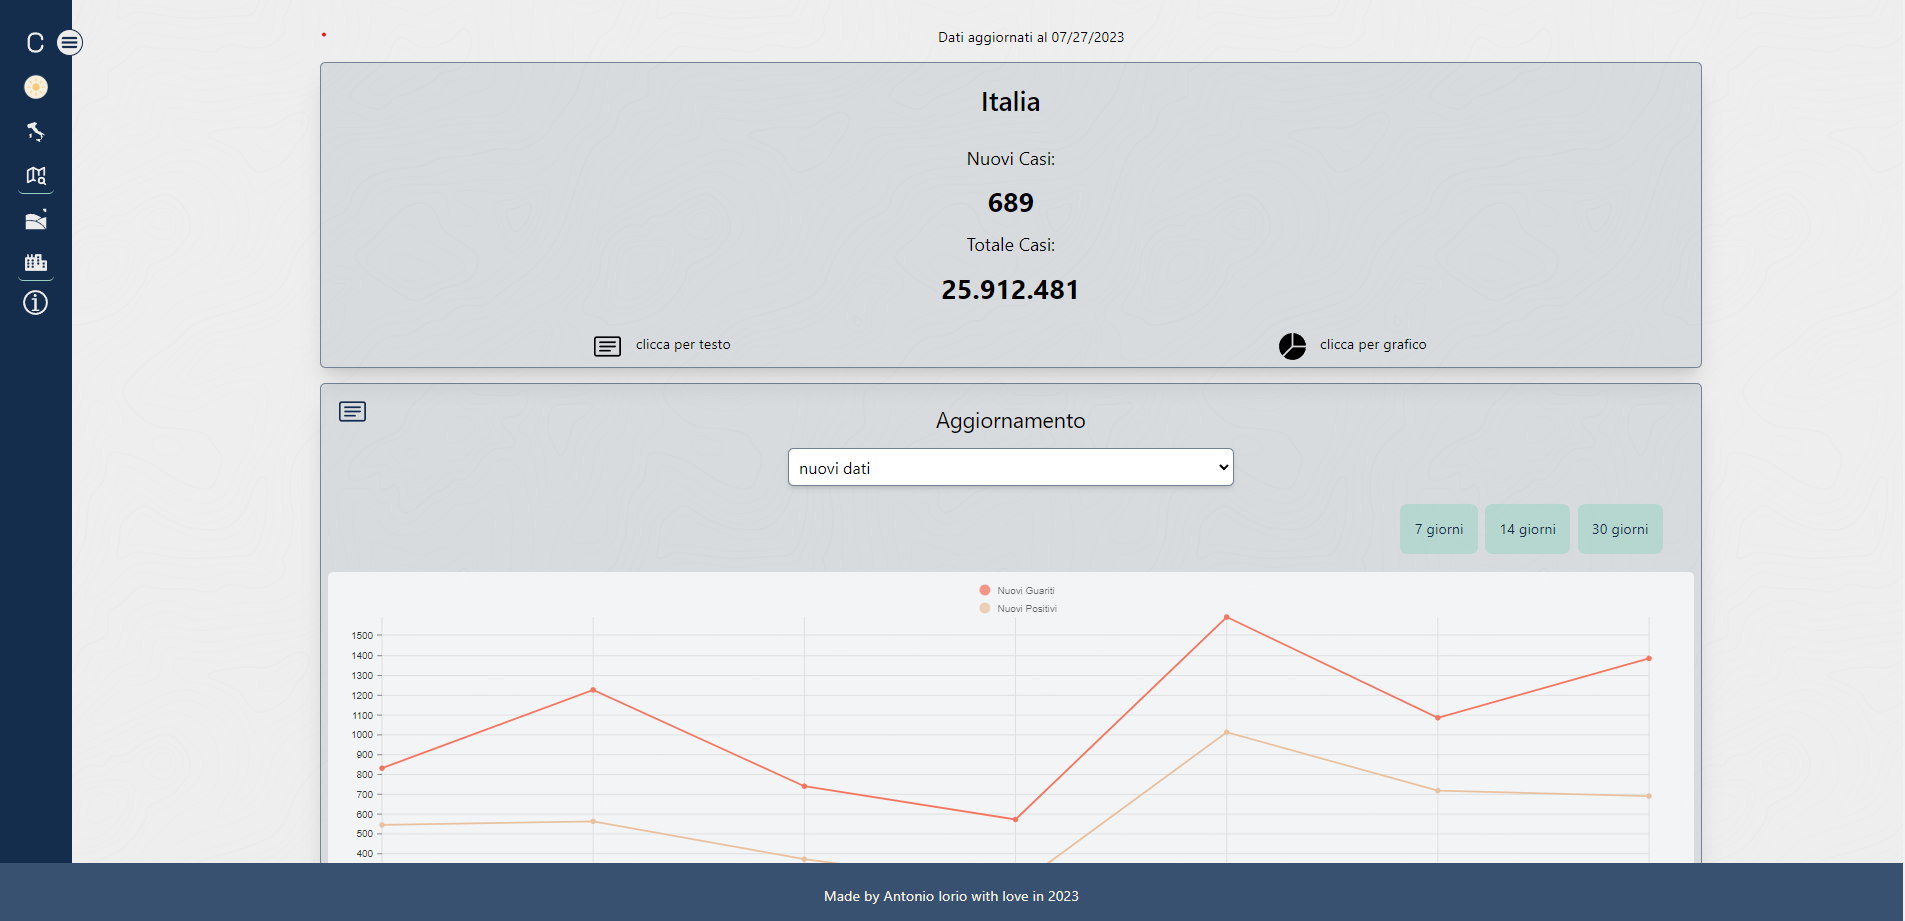 C
Dati aggiornati al 07/27/2023
Italia
Nuovi Casi:
689
Totale Casi:
25.912.481
clicca per testo
clicca per grafico
Aggiornamento
nuovi dati
7 giorni
14 giorni
30 giorni
Nuovi Guariti
Nuovi Positivi
1500
1400
1300
1200
1100
1000
900
800
700
600
500
400
Made by Antonio Iorio with love in 2023